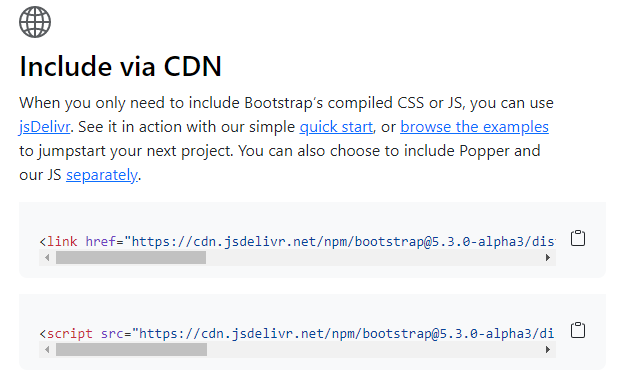 Include via CDN
When you only need to include Bootstrap’s compiled CSS or JS, you can use
jsDelivr. See it in action with our simple quick start, or browse the examples
to jumpstart your next project. You can also choose to include Popper and
our JS separately.
<link href="https://cdn.jsdelivr.net/npm/bootstrap@5.3.0-alpha3/dis
<script src="https://cdn.jsdelivr.net/npm/bootstrap@5.3.0-alpha3/di